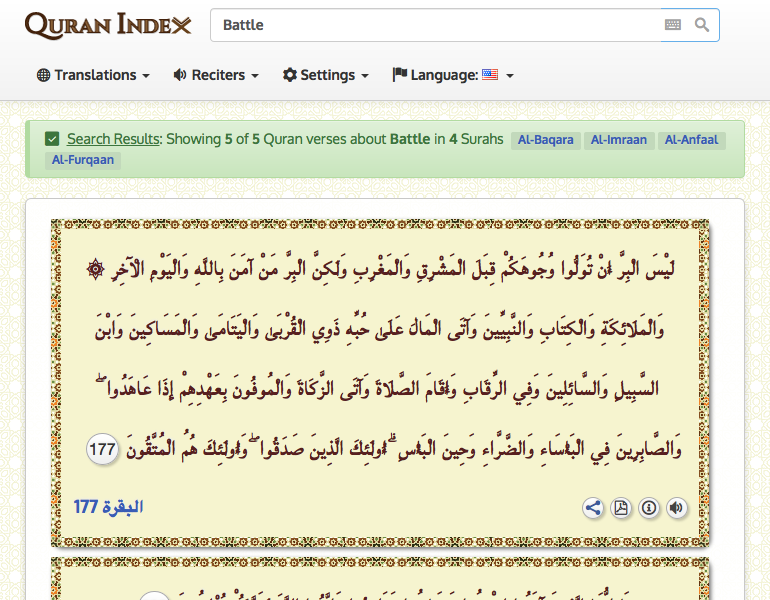 QURAN INDEX
Battle
Translations Reciters Settings Language:
Search Results: Showing 5 of 5 Quran verses about Battle in 4 Surahs Al-Baqara Al-Imraan Al-Anfaal
Al-Furqaan
۞ لَيْسَ الْبِرَّ أَنْ تُوَلُّوا وُجُوهَكُمْ قِبَلَ الْمَشْرِقِ وَالْمَغْرِبِ وَلَٰكِنَّ الْبِرَّ مَنْ آمَنَ بِاللَّهِ وَالْيَوْمِ الْآخِرِ
وَالْمَلَائِكَةِ وَالْكِتَابِ وَالنَّبِيِّينَ وَآتَى الْمَالَ عَلَىٰ حُبِّهِ ذَوِي الْقُرْبَىٰ وَالْيَتَامَىٰ وَالْمَسَاكِينَ وَابْنَ
السَّبِيلِ وَالسَّائِلِينَ وَفِي الرِّقَابِ وَأَقَامَ الصَّلَاةَ وَآتَى الزَّكَاةَ وَالْمُوفُونَ بِعَهْدِهِمْ إِذَا عَاهَدُوا ۖ
وَالصَّابِرِينَ فِي الْبَأْسَاءِ وَالضَّرَّاءِ وَحِينَ الْبَأْسِ ۗ أُولَٰئِكَ الَّذِينَ صَدَقُوا ۖ وَأُولَٰئِكَ هُمُ الْمُتَّقُونَ 177
البقرة 177